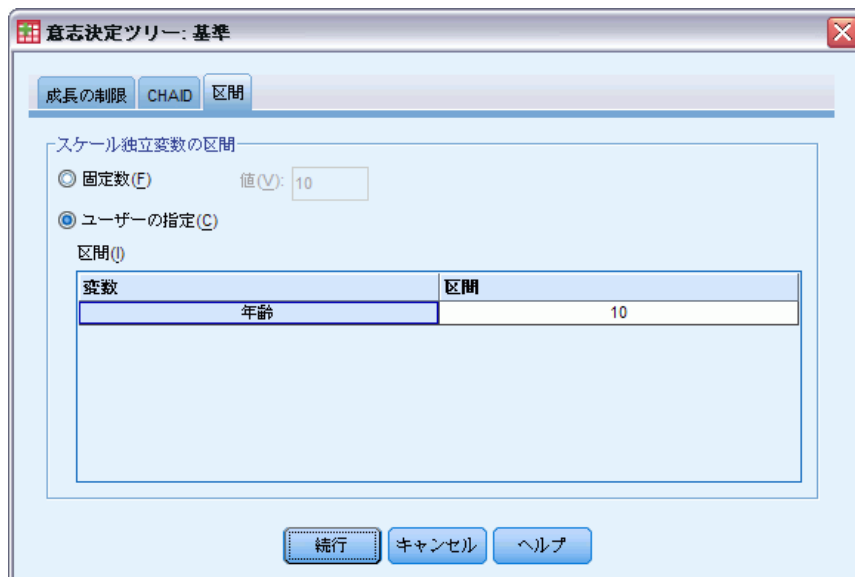 意志決定ツリー: 基準
成長の制限 CHAID 区間
スケール独立変数の区間
固定数(F) 値(V): 10
ユーザーの指定(C)
区間(I)
変数 区間
年齢 10
続行 キャンセル ヘルプ